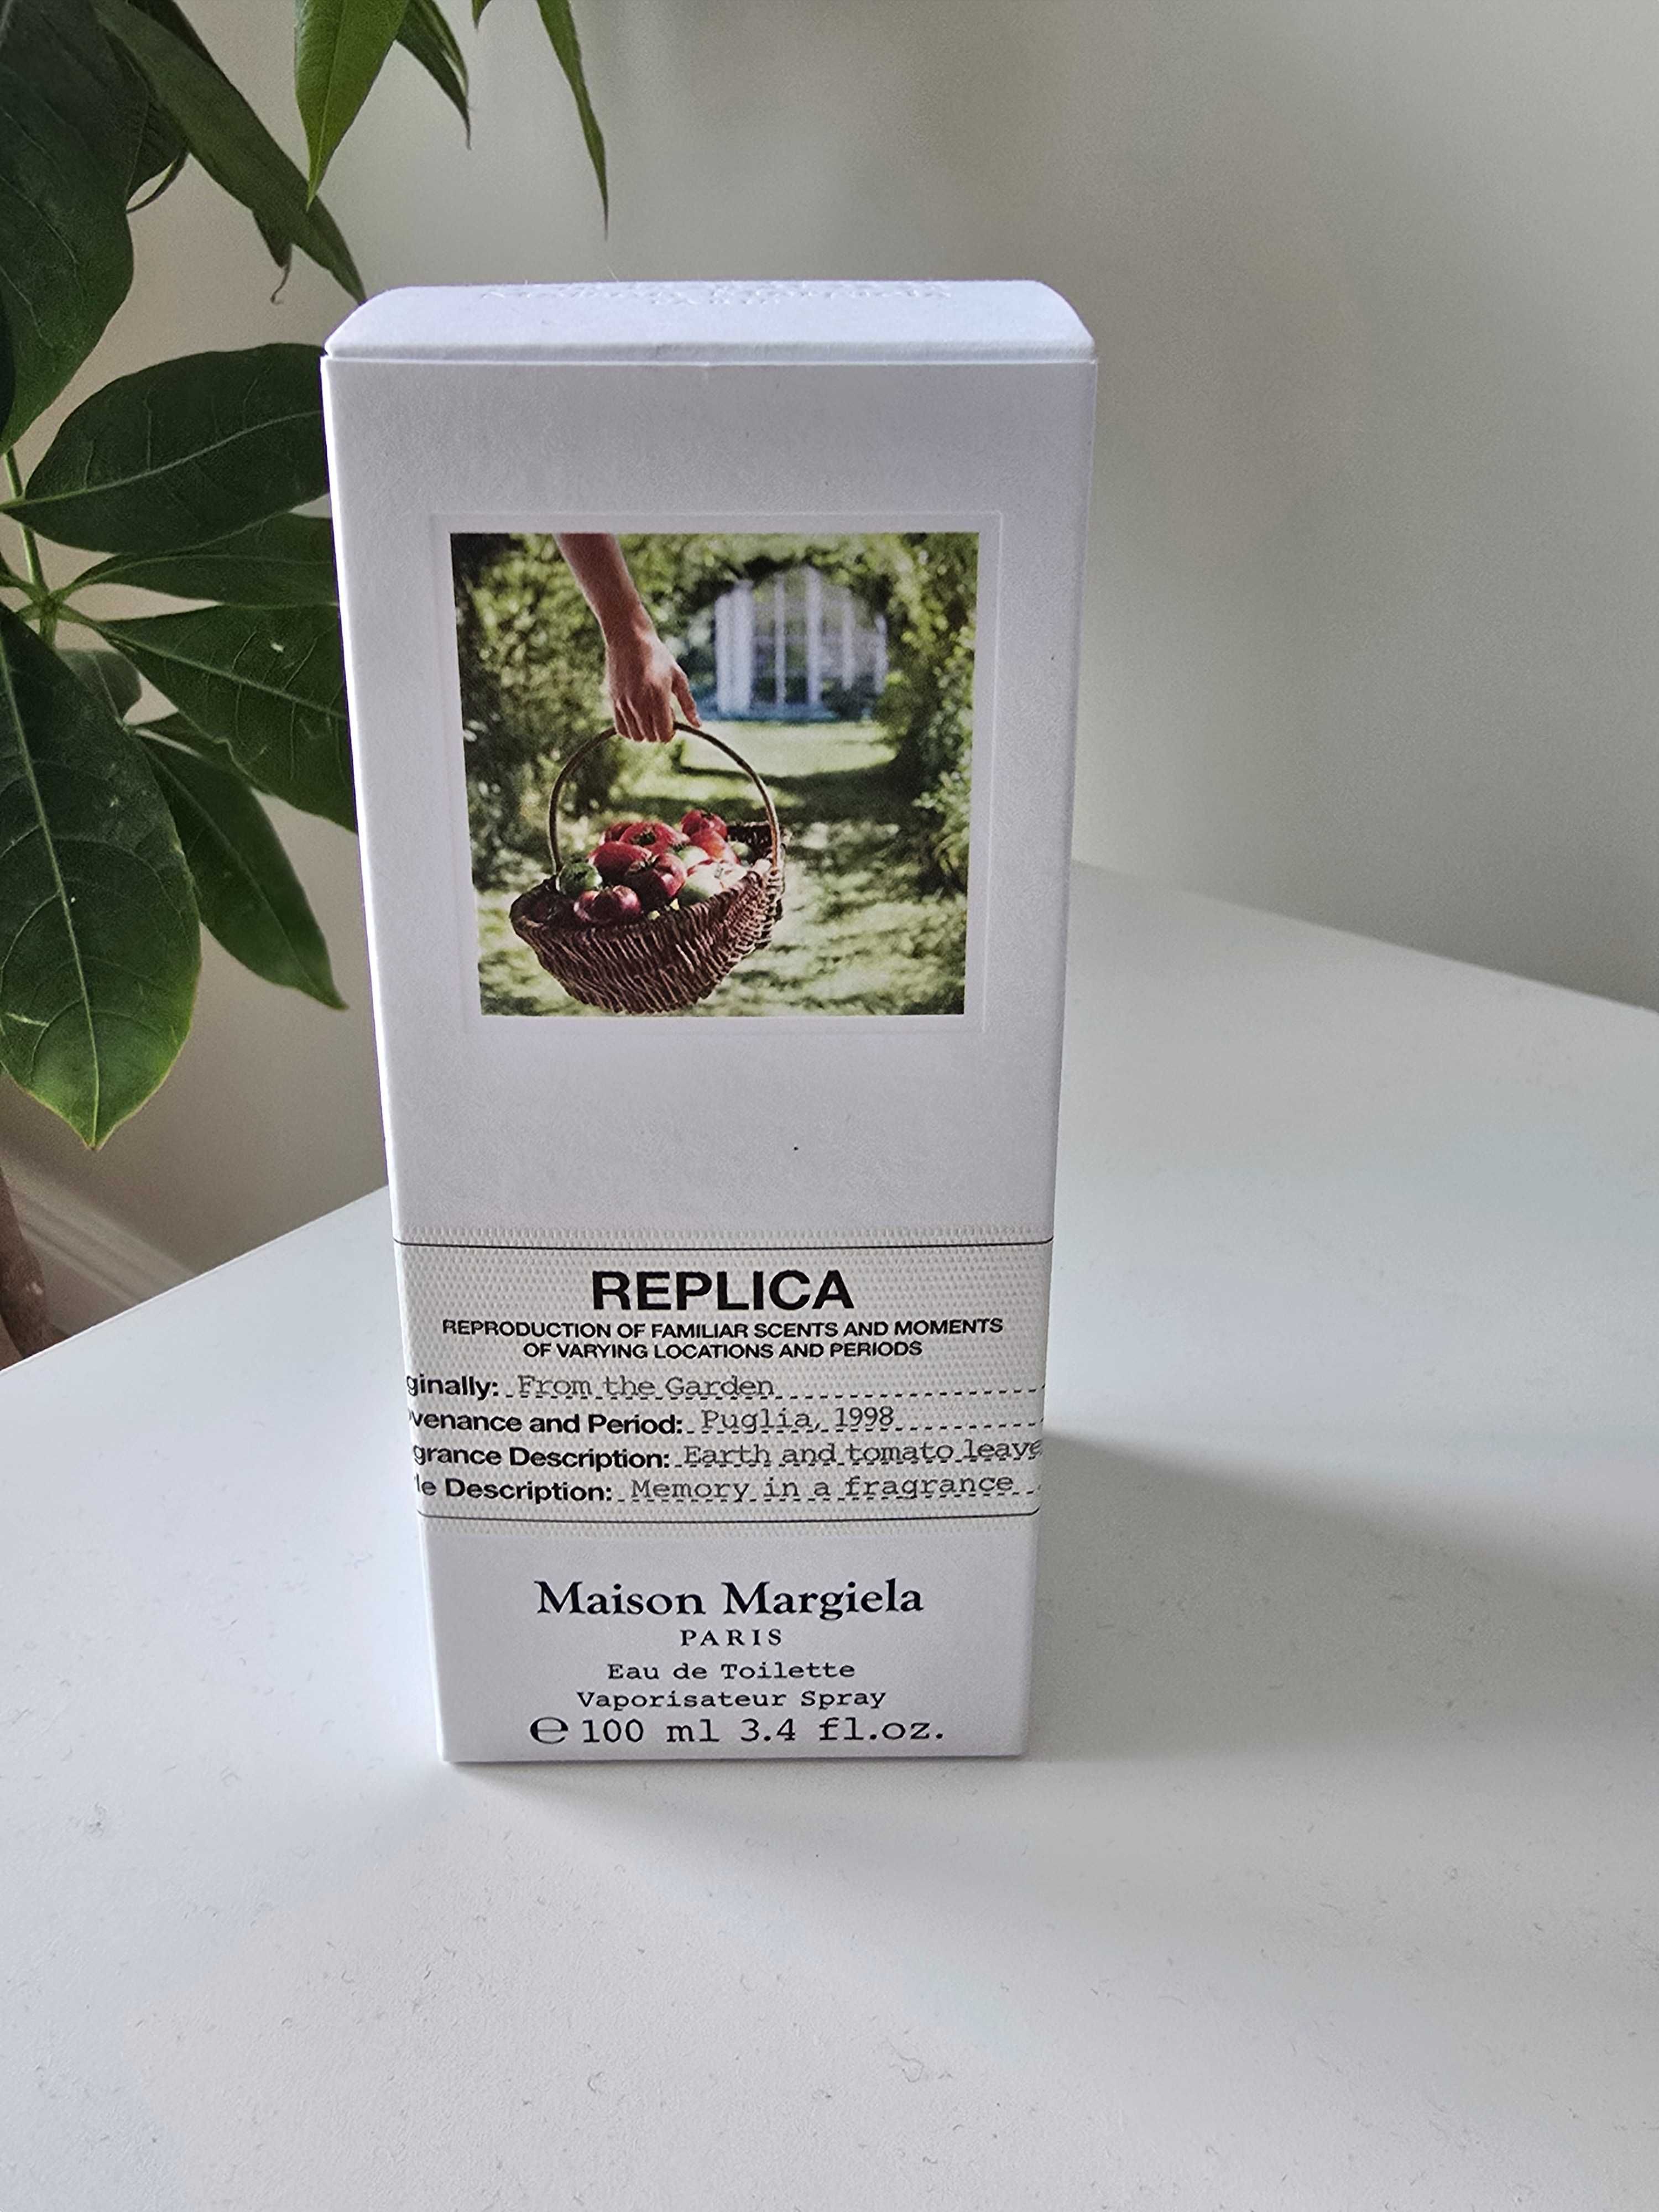 REPLICA
REPRODUCTION OF FAMILIAR SCENTS AND MOMENTS
OF VARYING LOCATIONS AND PERIODS
ginally: From the Garden
venance and Period: Puglia, 1998
grance Description: Earth and tomato leave
le Description: Memory in a fragrance
Maison Margiela
PARIS
Eau de Toilette
Vaporisateur Spray
℮ 100 ml 3.4 fl.oz.